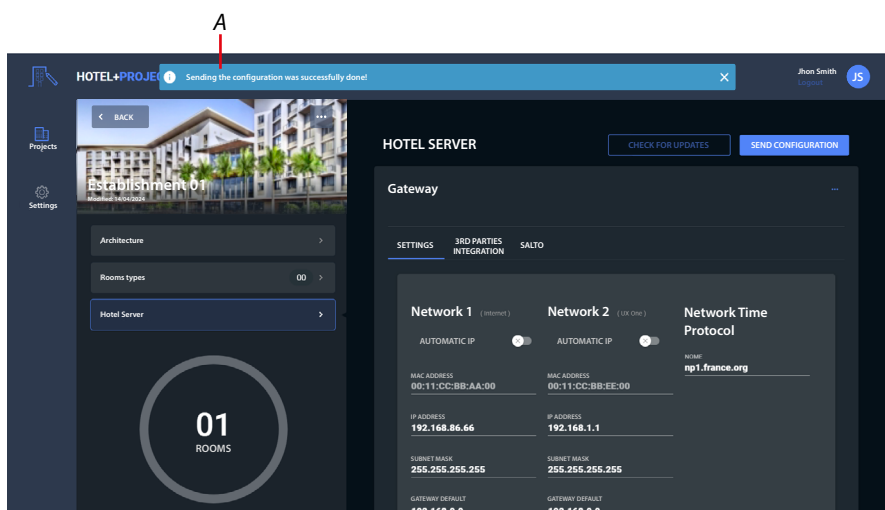 A
HOTEL+PROJE
Sending the configuration was successfully done!
Jhon Smith
Logout
JS
BACK
Projects
Settings
Establishment 01
Modified: 14/04/2024
Architecture
Rooms types 00
Hotel Server
01
ROOMS
HOTEL SERVER
CHECK FOR UPDATES
SEND CONFIGURATION
Gateway
SETTINGS
3RD PARTIES
INTEGRATION
SALTO
Network 1 ( Internet )
AUTOMATIC IP
MAC ADDRESS
00:11:CC:BB:AA:00
IP ADDRESS
192.168.86.66
SUBNET MASK
255.255.255.255
GATEWAY DEFAULT
Network 2 ( UX One )
AUTOMATIC IP
MAC ADDRESS
00:11:CC:BB:EE:00
IP ADDRESS
192.168.1.1
SUBNET MASK
255.255.255.255
GATEWAY DEFAULT
Network Time
Protocol
NOME
np1.france.org